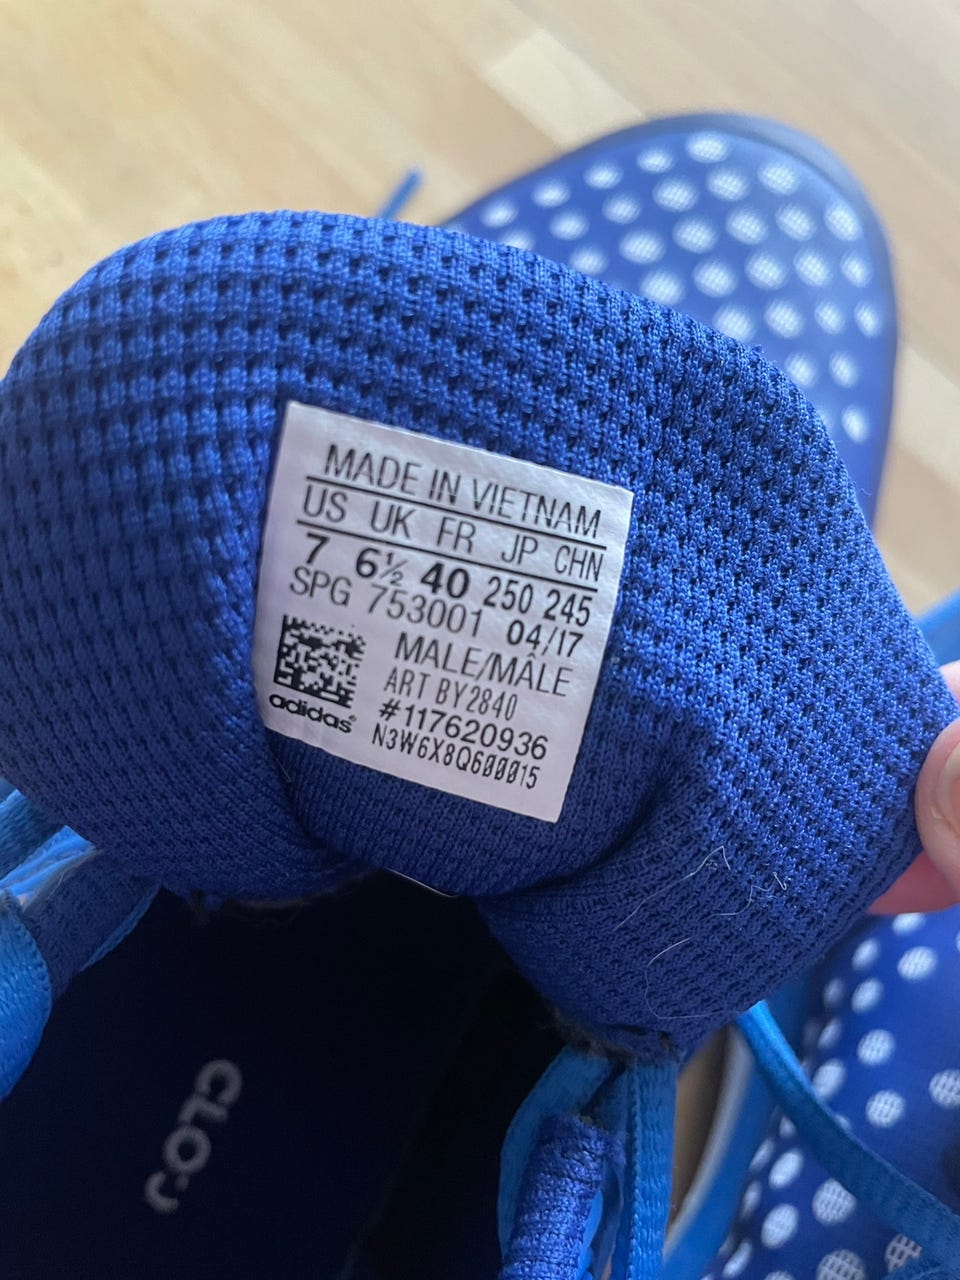 MADE IN VIETNAM
US UK FR JP CHN
7 6½ 40 250 245
SPG 753001 04/17
MALE/MÂLE
ART BY2840
#117620936
N3W6X8Q600015
adidas